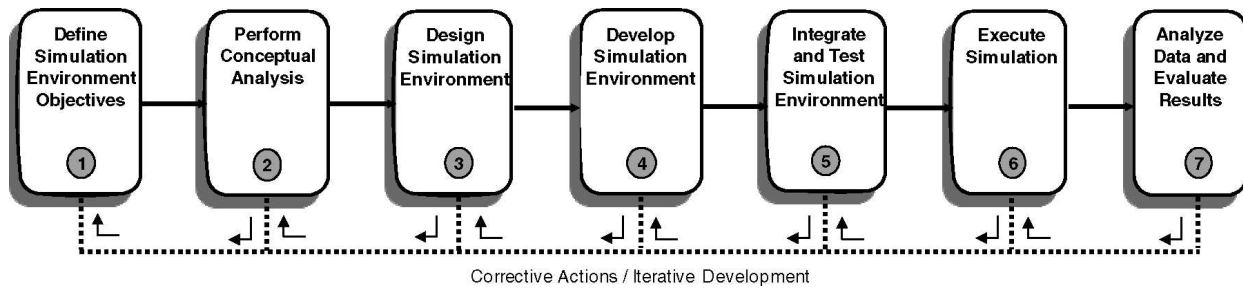 Define
Simulation
Environment
Objectives
1
Perform
Conceptual
Analysis
2
Design
Simulation
Environment
3
Develop
Simulation
Environment
4
Integrate
and Test
Simulation
Environment
5
Execute
Simulation
6
Analyze
Data and
Evaluate
Results
7
Corrective Actions / Iterative Development